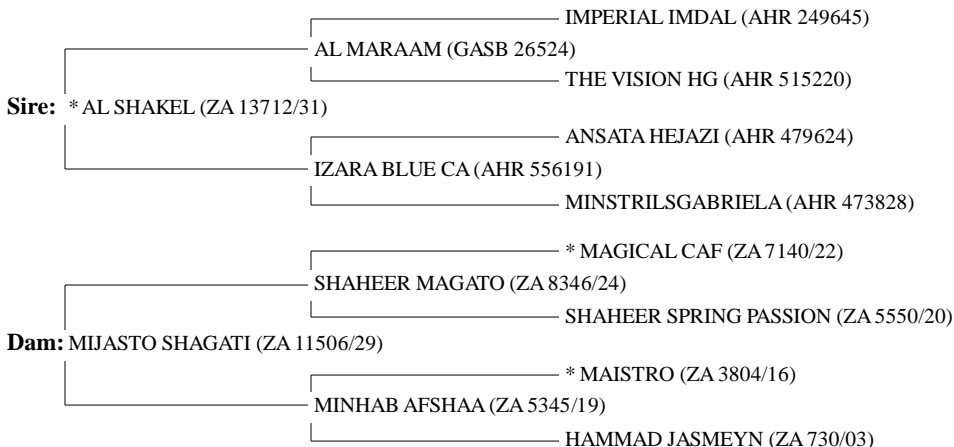 IMPERIAL IMDAL (AHR 249645)
AL MARAAM (GASB 26524)
THE VISION HG (AHR 515220)
Sire: * AL SHAKEL (ZA 13712/31)
ANSATA HEJAZI (AHR 479624)
IZARA BLUE CA (AHR 556191)
MINSTRILSGABRIELA (AHR 473828)
* MAGICAL CAF (ZA 7140/22)
SHAHEER MAGATO (ZA 8346/24)
SHAHEER SPRING PASSION (ZA 5550/20)
Dam: MIJASTO SHAGATI (ZA 11506/29)
* MAISTRO (ZA 3804/16)
MINHAB AFSHAA (ZA 5345/19)
HAMMAD JASMEYN (ZA 730/03)